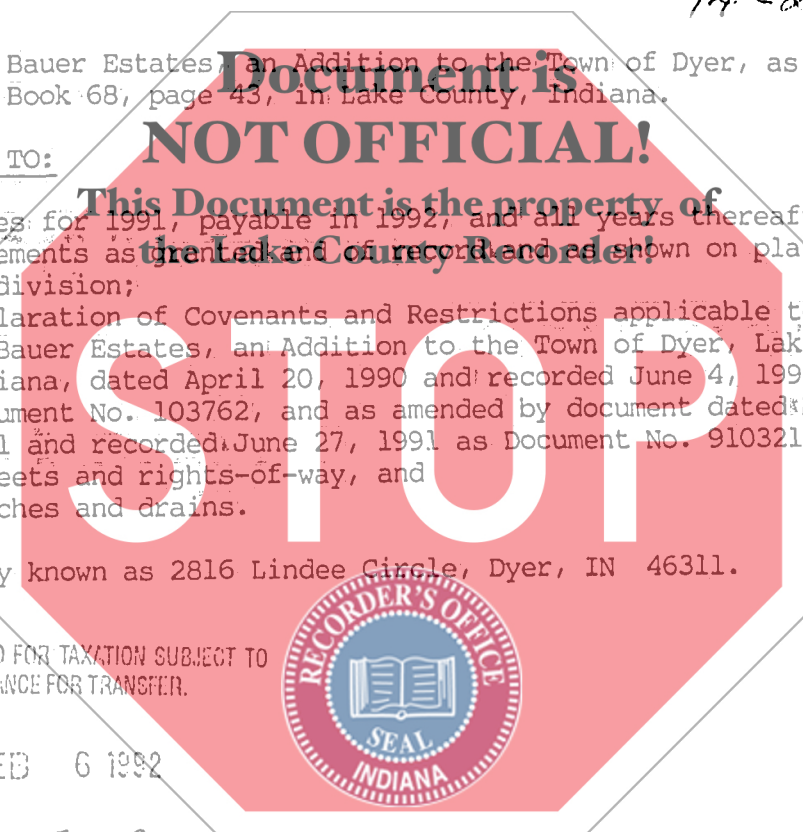 Bauer Estates, an Addition to the Town of Dyer, as
Book 68, page 43, in Lake County, Indiana.
Document is
NOT OFFICIAL!
This Document is the property of
the Lake County Recorder!
TO:
es for 1991, payable in 1992, and all years thereaf
ements as granted and of record and as shown on pla
division;
laration of Covenants and Restrictions applicable t
Bauer Estates, an Addition to the Town of Dyer, Lak
iana, dated April 20, 1990 and recorded June 4, 199
ument No. 103762, and as amended by document dated
l and recorded June 27, 1991 as Document No. 910321
eets and rights-of-way, and
ches and drains.
STOP
y known as 2816 Lindee Circle, Dyer, IN 46311.
D FOR TAXATION SUBJECT TO
ANCE FOR TRANSFER.
RECORDER'S OFFICE
SEAL
INDIANA
EB 6 1992